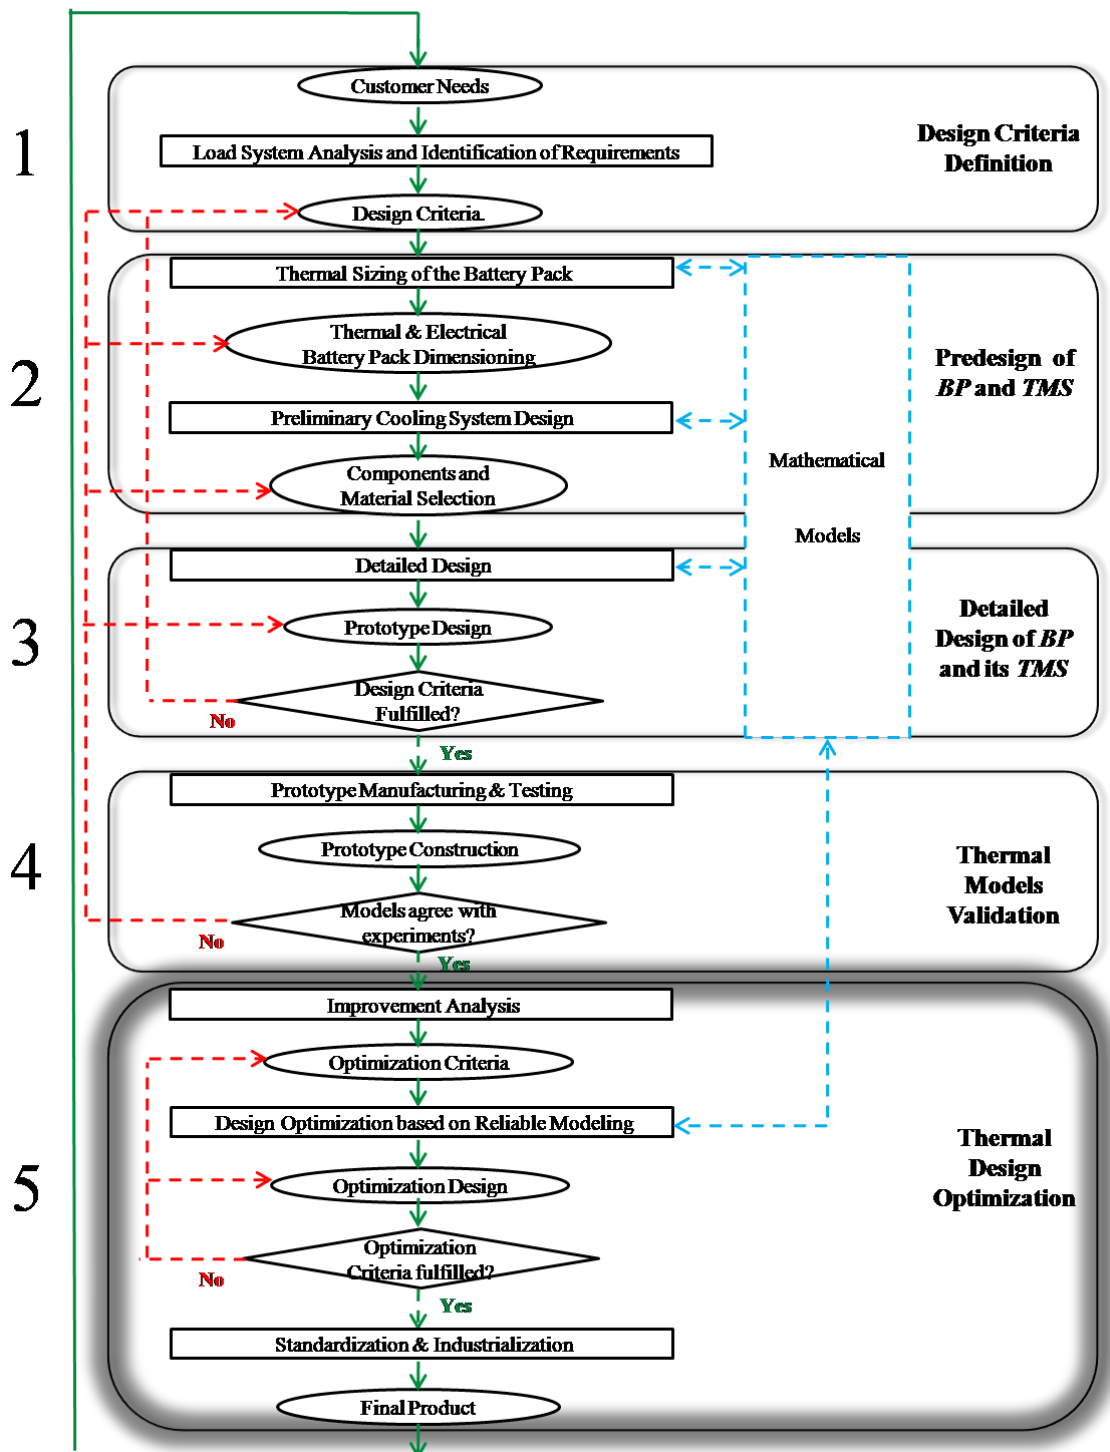 Customer Needs
1
Load System Analysis and Identification of Requirements
Design Criteria
Definition
Design Criteria.
Thermal Sizing of the Battery Pack
2
Thermal & Electrical
Battery Pack Dimensioning
Predesign of
BP and TMS
Preliminary Cooling System Design
Components and
Material Selection
Mathematical
Models
3
Detailed Design
Prototype Design
Detailed
Design of BP
and its TMS
Design Criteria
Fulfilled?
No
Yes
4
Prototype Manufacturing & Testing
Prototype Construction
Thermal
Models
Validation
Models agree with
experiments?
No
Yes
Improvement Analysis
Optimization Criteria
5
Design Optimization based on Reliable Modeling
Thermal
Design
Optimization
Optimization Design
Optimization
Criteria fulfilled?
No
Yes
Standardization & Industrialization
Final Product